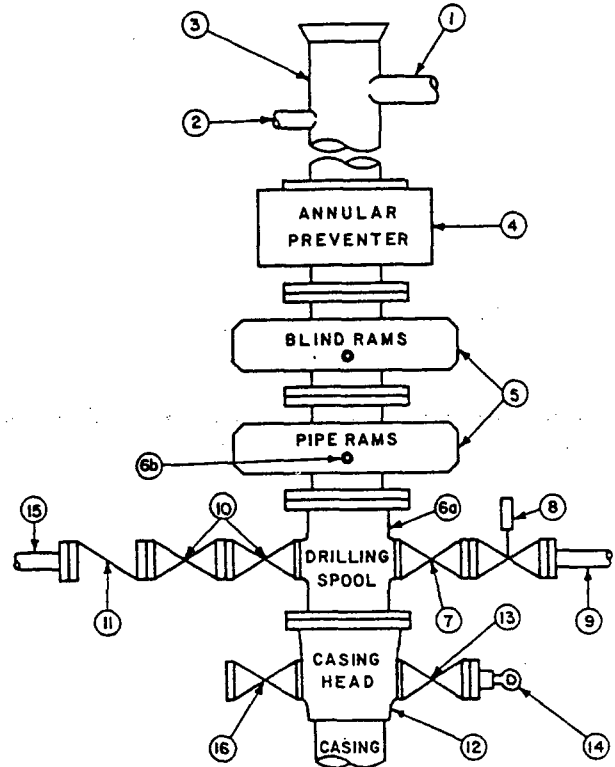 1
3
2
ANNULAR
PREVENTER
4
BLIND RAMS
5
PIPE RAMS
6b
15
10
6a
8
DRILLING
SPOOL
11
7
9
13
CASING
HEAD
16
12
14
CASING